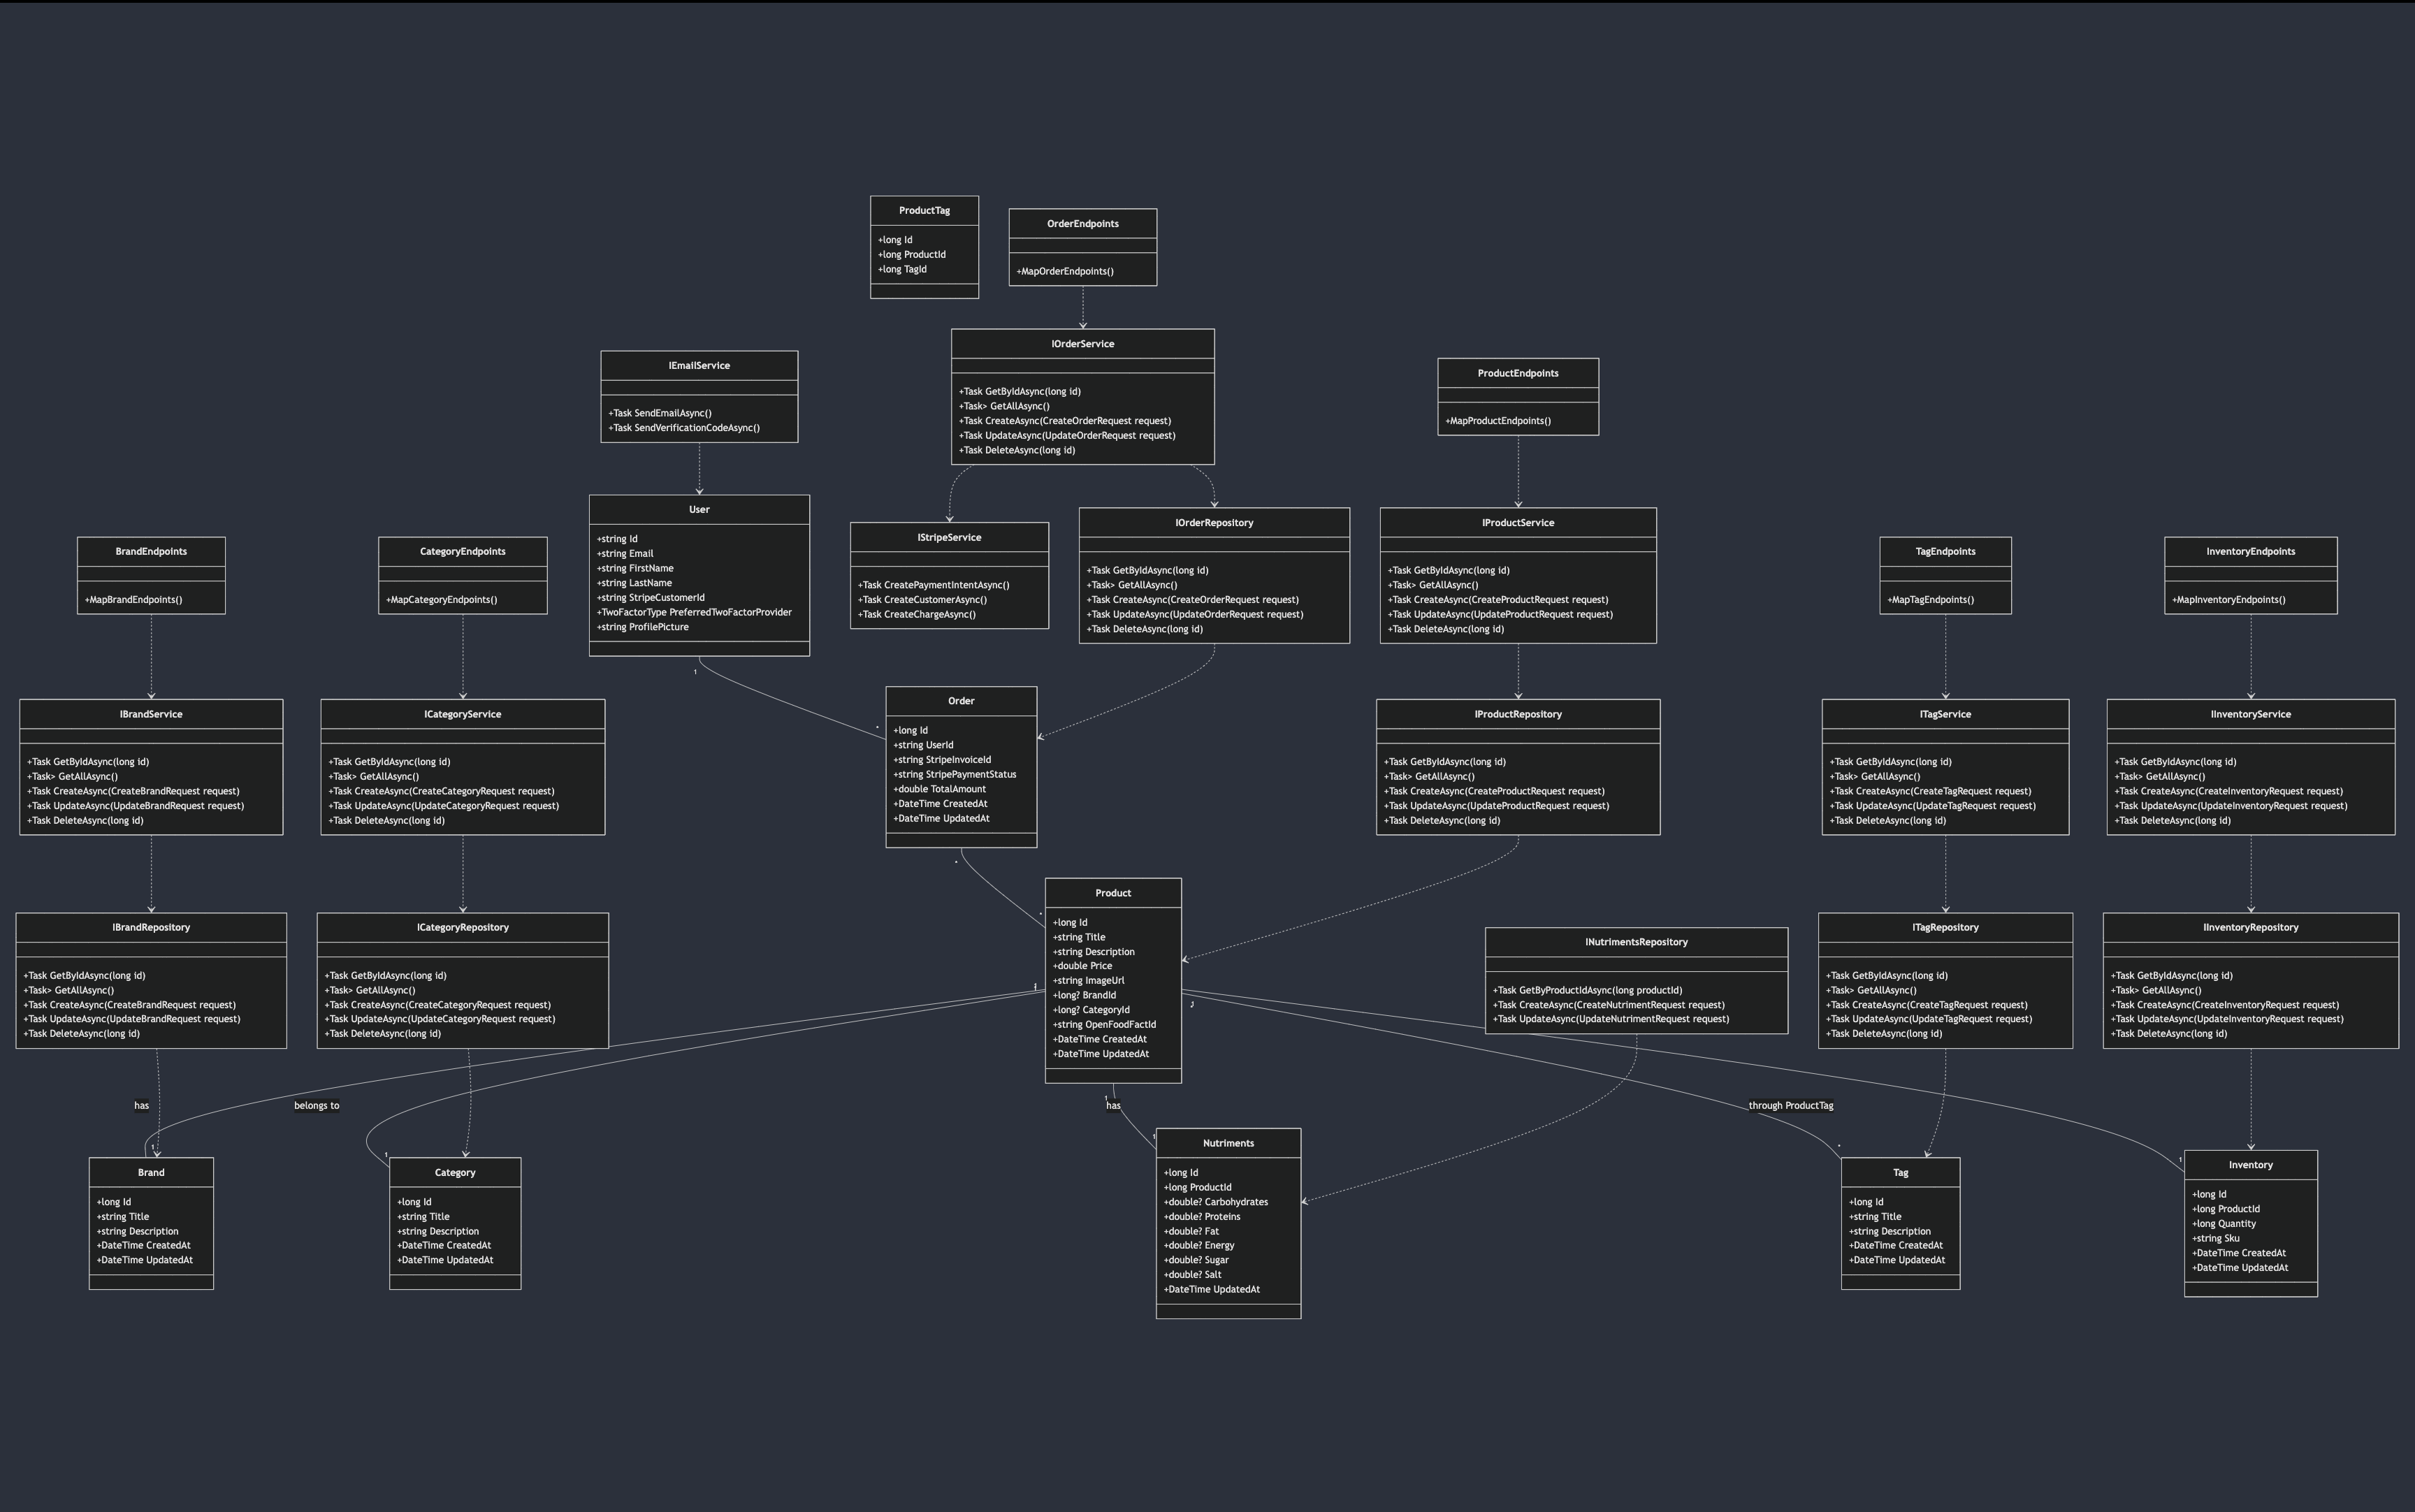 ProductTag
+long Id
+long ProductId
+long TagId
OrderEndpoints
+MapOrderEndpoints()
IOrderService
+Task GetByIdAsync(long id)
+Task> GetAllAsync()
+Task CreateAsync(CreateOrderRequest request)
+Task UpdateAsync(UpdateOrderRequest request)
+Task DeleteAsync(long id)
IEmailService
+Task SendEmailAsync()
+Task SendVerificationCodeAsync()
ProductEndpoints
+MapProductEndpoints()
User
+string Id
+string Email
+string FirstName
+string LastName
+string StripeCustomerId
+TwoFactorType PreferredTwoFactorProvider
+string ProfilePicture
IStripeService
+Task CreatePaymentIntentAsync()
+Task CreateCustomerAsync()
+Task CreateChargeAsync()
IOrderRepository
+Task GetByIdAsync(long id)
+Task> GetAllAsync()
+Task CreateAsync(CreateOrderRequest request)
+Task UpdateAsync(UpdateOrderRequest request)
+Task DeleteAsync(long id)
IProductService
+Task GetByIdAsync(long id)
+Task> GetAllAsync()
+Task CreateAsync(CreateProductRequest request)
+Task UpdateAsync(UpdateProductRequest request)
+Task DeleteAsync(long id)
BrandEndpoints
+MapBrandEndpoints()
CategoryEndpoints
+MapCategoryEndpoints()
TagEndpoints
+MapTagEndpoints()
InventoryEndpoints
+MapInventoryEndpoints()
1
*
IBrandService
+Task GetByIdAsync(long id)
+Task> GetAllAsync()
+Task CreateAsync(CreateBrandRequest request)
+Task UpdateAsync(UpdateBrandRequest request)
+Task DeleteAsync(long id)
ICategoryService
+Task GetByIdAsync(long id)
+Task> GetAllAsync()
+Task CreateAsync(CreateCategoryRequest request)
+Task UpdateAsync(UpdateCategoryRequest request)
+Task DeleteAsync(long id)
Order
+long Id
+string UserId
+string StripeInvoiceId
+string StripePaymentStatus
+double TotalAmount
+DateTime CreatedAt
+DateTime UpdatedAt
IProductRepository
+Task GetByIdAsync(long id)
+Task> GetAllAsync()
+Task CreateAsync(CreateProductRequest request)
+Task UpdateAsync(UpdateProductRequest request)
+Task DeleteAsync(long id)
ITagService
+Task GetByIdAsync(long id)
+Task> GetAllAsync()
+Task CreateAsync(CreateTagRequest request)
+Task UpdateAsync(UpdateTagRequest request)
+Task DeleteAsync(long id)
IInventoryService
+Task GetByIdAsync(long id)
+Task> GetAllAsync()
+Task CreateAsync(CreateInventoryRequest request)
+Task UpdateAsync(UpdateInventoryRequest request)
+Task DeleteAsync(long id)
*
*
IBrandRepository
+Task GetByIdAsync(long id)
+Task> GetAllAsync()
+Task CreateAsync(CreateBrandRequest request)
+Task UpdateAsync(UpdateBrandRequest request)
+Task DeleteAsync(long id)
ICategoryRepository
+Task GetByIdAsync(long id)
+Task> GetAllAsync()
+Task CreateAsync(CreateCategoryRequest request)
+Task UpdateAsync(UpdateCategoryRequest request)
+Task DeleteAsync(long id)
Product
+long Id
+string Title
+string Description
+double Price
+string ImageUrl
+long? BrandId
+long? CategoryId
+string OpenFoodFactId
+DateTime CreatedAt
+DateTime UpdatedAt
INutrimentsRepository
+Task GetByProductIdAsync(long productId)
+Task CreateAsync(CreateNutrimentRequest request)
+Task UpdateAsync(UpdateNutrimentRequest request)
ITagRepository
+Task GetByIdAsync(long id)
+Task> GetAllAsync()
+Task CreateAsync(CreateTagRequest request)
+Task UpdateAsync(UpdateTagRequest request)
+Task DeleteAsync(long id)
IInventoryRepository
+Task GetByIdAsync(long id)
+Task> GetAllAsync()
+Task CreateAsync(CreateInventoryRequest request)
+Task UpdateAsync(UpdateInventoryRequest request)
+Task DeleteAsync(long id)
has
belongs to
1
has
through ProductTag
1
1
1
*
1
Brand
+long Id
+string Title
+string Description
+DateTime CreatedAt
+DateTime UpdatedAt
Category
+long Id
+string Title
+string Description
+DateTime CreatedAt
+DateTime UpdatedAt
Nutriments
+long Id
+long ProductId
+double? Carbohydrates
+double? Proteins
+double? Fat
+double? Energy
+double? Sugar
+double? Salt
+DateTime UpdatedAt
Tag
+long Id
+string Title
+string Description
+DateTime CreatedAt
+DateTime UpdatedAt
Inventory
+long Id
+long ProductId
+long Quantity
+string Sku
+DateTime CreatedAt
+DateTime UpdatedAt